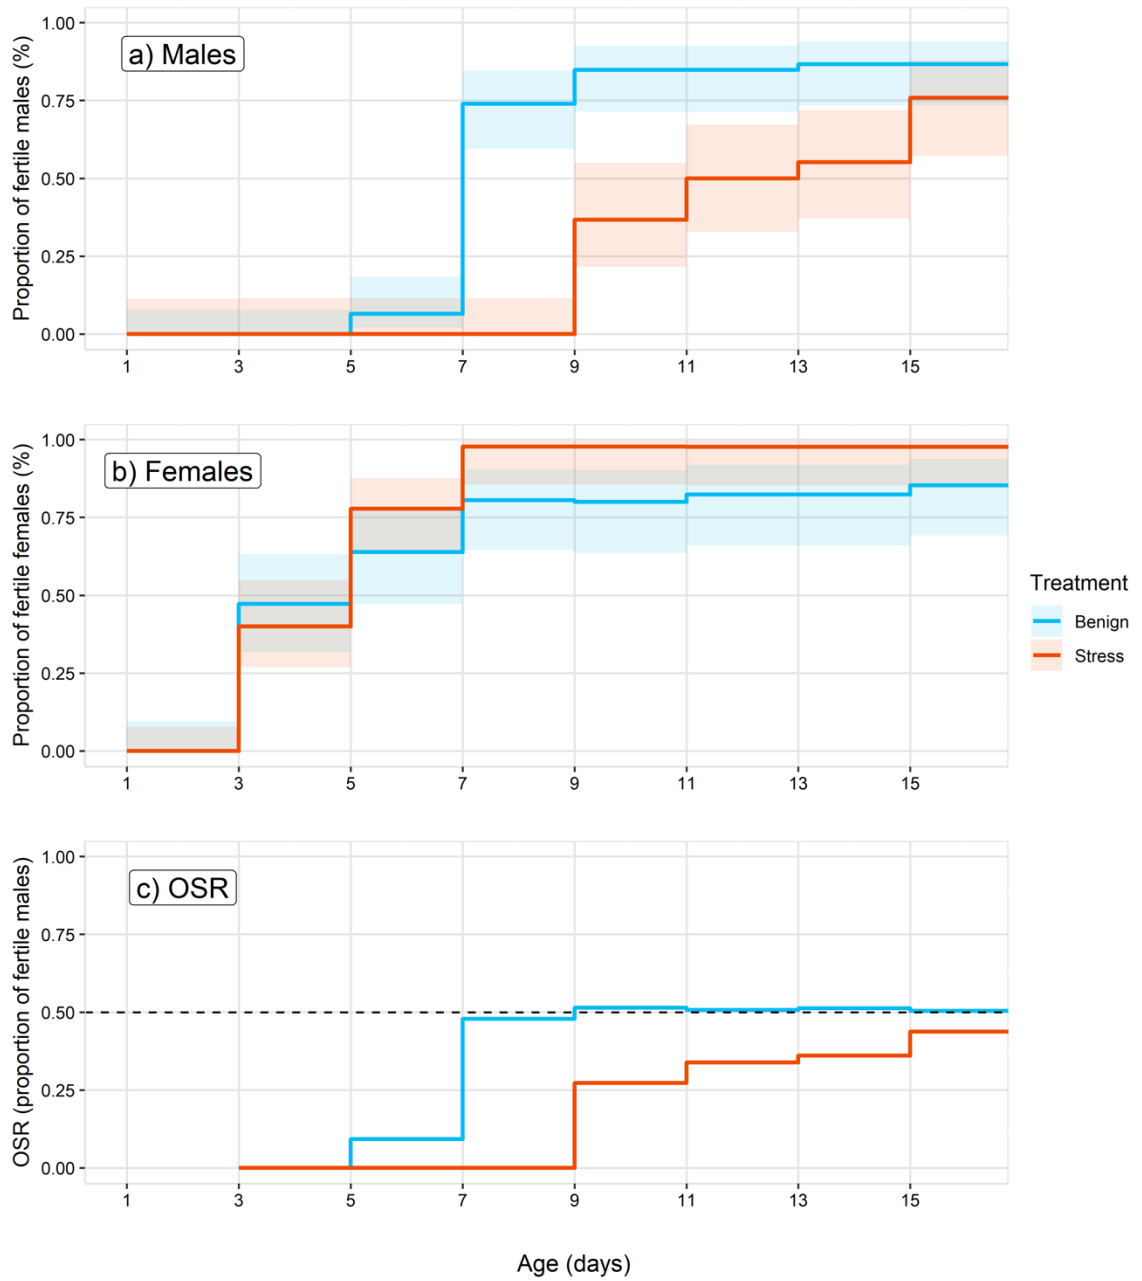 a) Males
Proportion of fertile males (%)
1.00
0.75
0.50
0.25
0.00
1 3 5 7 9 11 13 15
b) Females
Proportion of fertile females (%)
1.00
0.75
0.50
0.25
0.00
1 3 5 7 9 11 13 15
Treatment
Benign
Stress
c) OSR
OSR (proportion of fertile males)
1.00
0.75
0.50
0.25
0.00
1 3 5 7 9 11 13 15
Age (days)